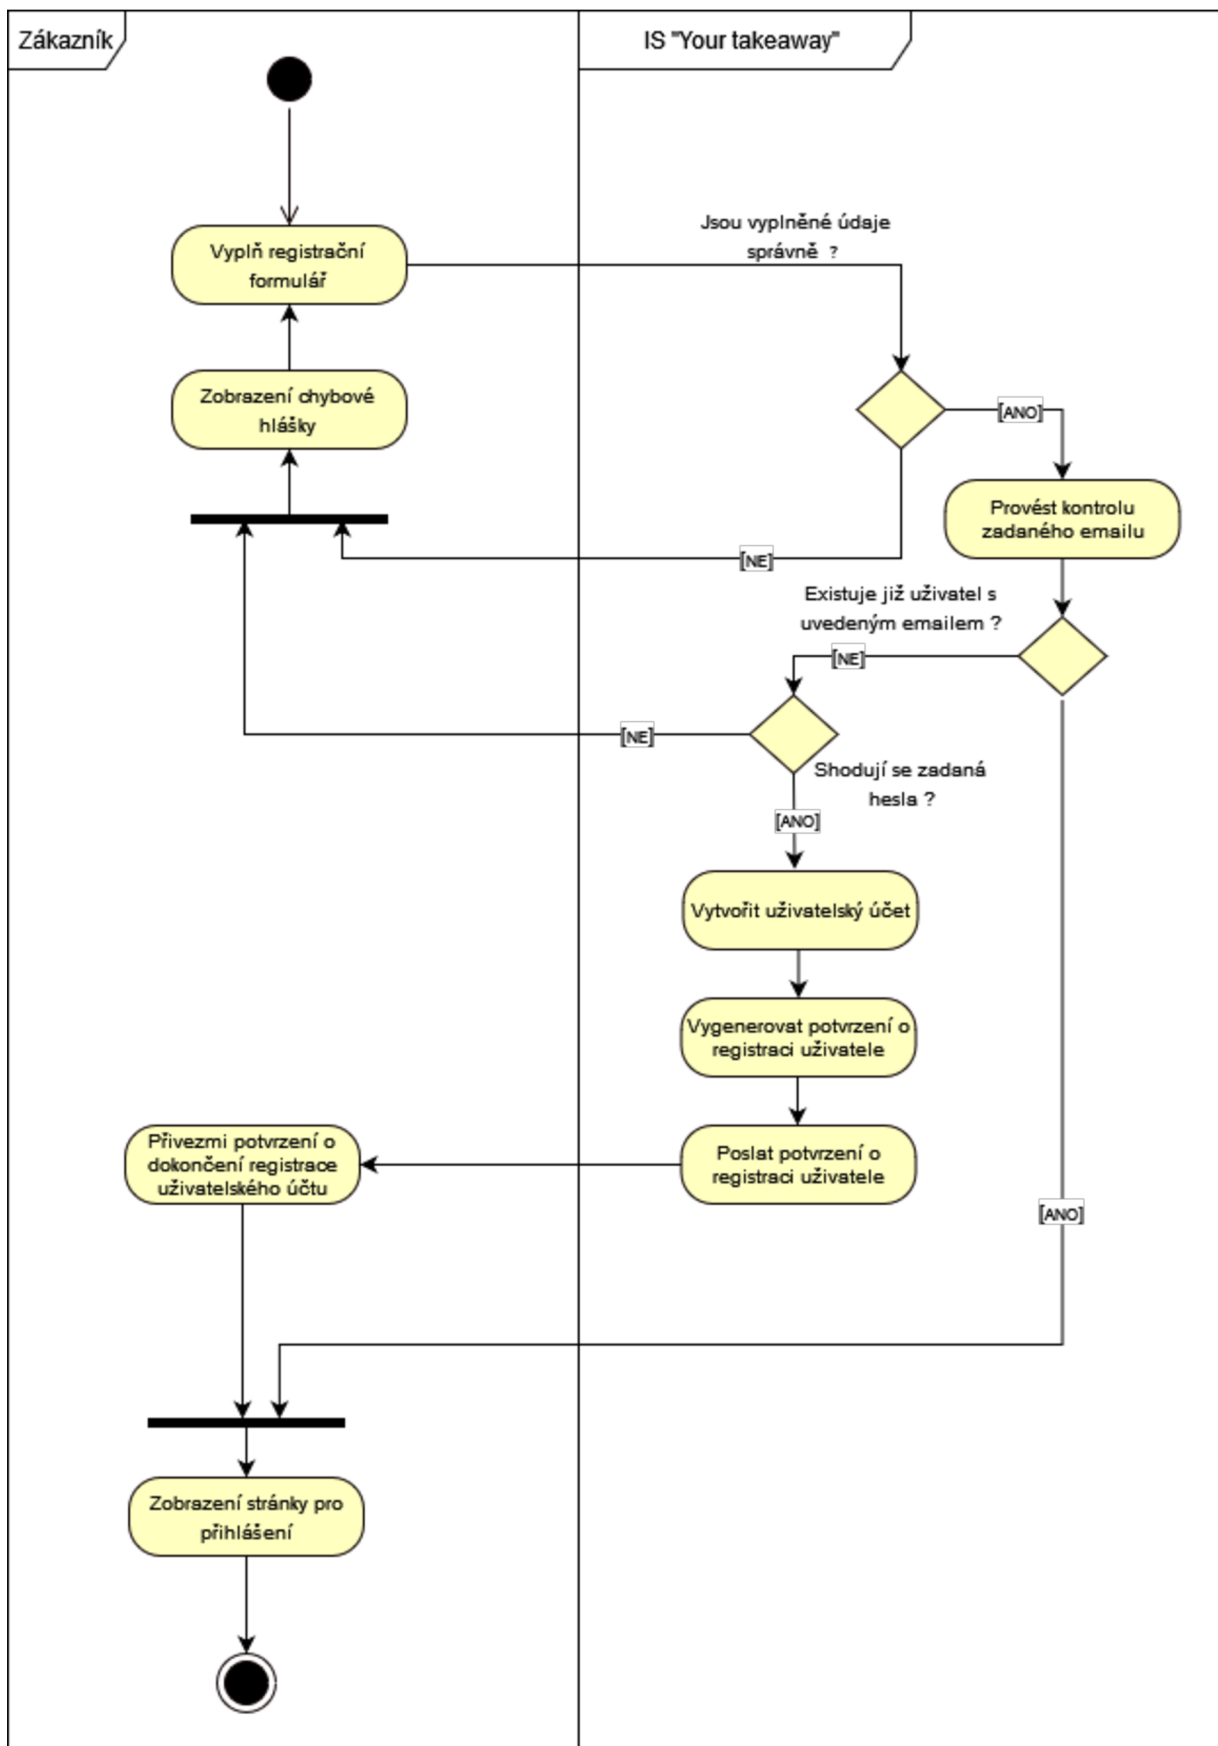 Zákazník
IS "Your takeaway"
Vyplň registrační
formulář
Jsou vyplněné údaje
správně ?
Zobrazení chybové
hlášky
[ANO]
Provést kontrolu
zadaného emailu
[NE]
Existuje již uživatel s
uvedeným emailem ?
[NE]
[NE]
Shodují se zadaná
hesla ?
[ANO]
Vytvořit uživatelský účet
Vygenerovat potvrzení o
registraci uživatele
Přivezmi potvrzení o
dokončení registrace
uživatelského účtu
Poslat potvrzení o
registraci uživatele
[ANO]
Zobrazení stránky pro
přihlášení